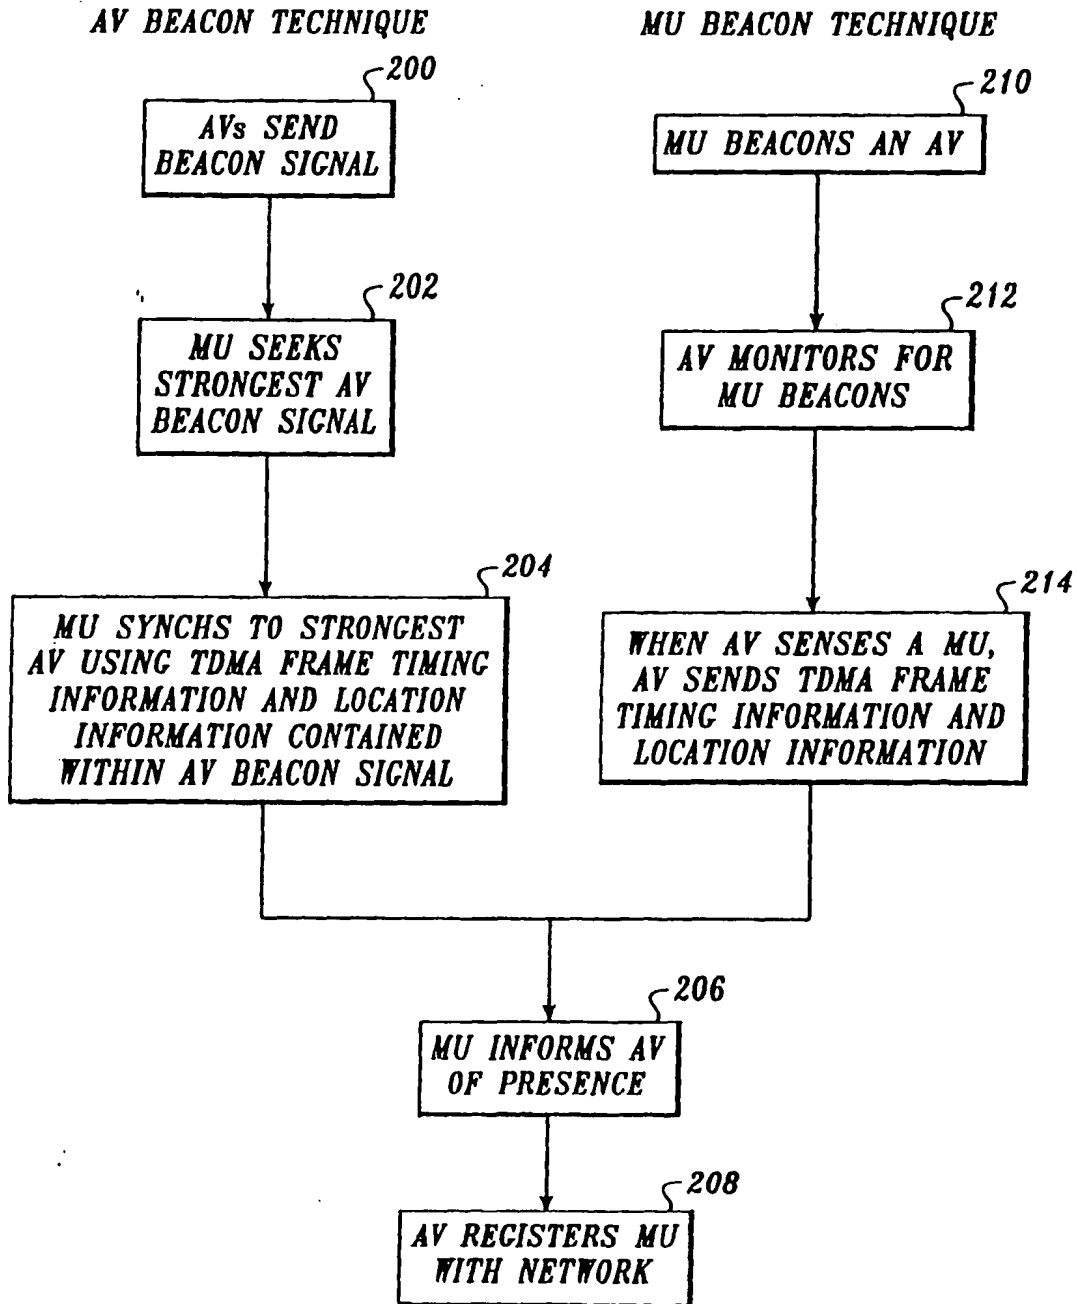 AV BEACON TECHNIQUE
200
AVs SEND
BEACON SIGNAL
202
MU SEEKS
STRONGEST AV
BEACON SIGNAL
204
MU SYNCHS TO STRONGEST
AV USING TDMA FRAME TIMING
INFORMATION AND LOCATION
INFORMATION CONTAINED
WITHIN AV BEACON SIGNAL
MU BEACON TECHNIQUE
210
MU BEACONS AN AV
212
AV MONITORS FOR
MU BEACONS
214
WHEN AV SENSES A MU,
AV SENDS TDMA FRAME
TIMING INFORMATION AND
LOCATION INFORMATION
206
MU INFORMS AV
OF PRESENCE
208
AV REGISTERS MU
WITH NETWORK